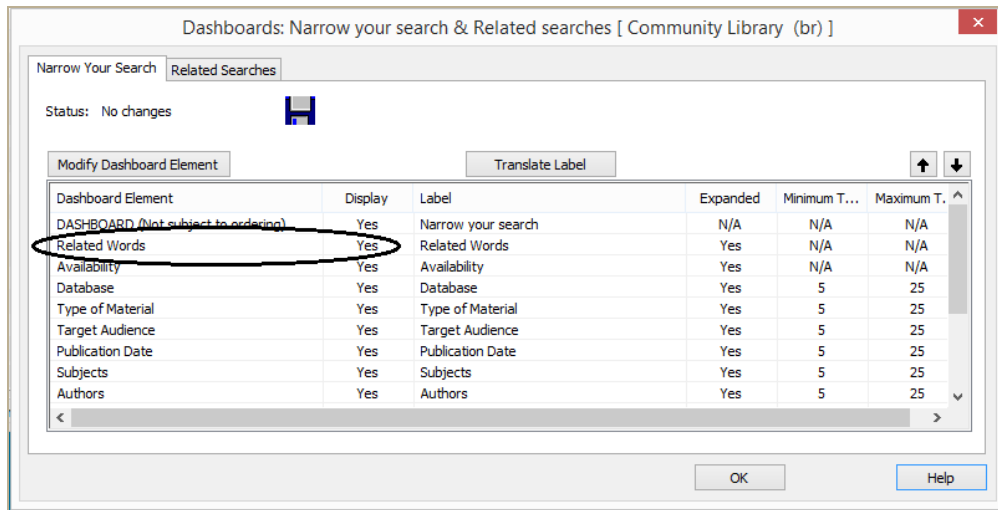 Dashboards: Narrow your search & Related searches [ Community Library (br) ]
Narrow Your Search Related Searches
Status: No changes
Modify Dashboard Element Translate Label
Dashboard Element Display Label Expanded Minimum T... Maximum T.
DASHBOARD (Not subject to ordering) Yes Narrow your search N/A N/A N/A
Related Words Yes Related Words Yes N/A N/A
Availability Yes Availability Yes N/A N/A
Database Yes Database Yes 5 25
Type of Material Yes Type of Material Yes 5 25
Target Audience Yes Target Audience Yes 5 25
Publication Date Yes Publication Date Yes 5 25
Subjects Yes Subjects Yes 5 25
Authors Yes Authors Yes 5 25
OK Help